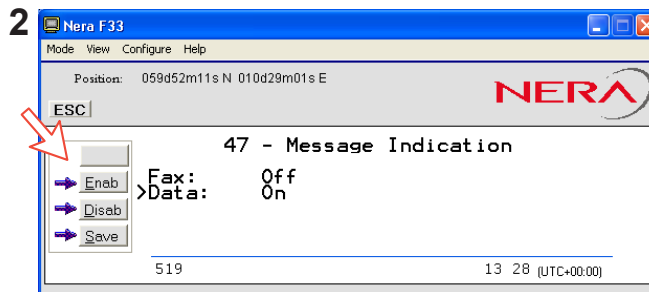 2
Nera F33
Mode View Configure Help
Position: 059d52m11s N 010d29m01s E
NERA
ESC
47 - Message Indication
Fax: Off
Enab
>Data: On
Disab
Save
519 13 28 (UTC+00:00)